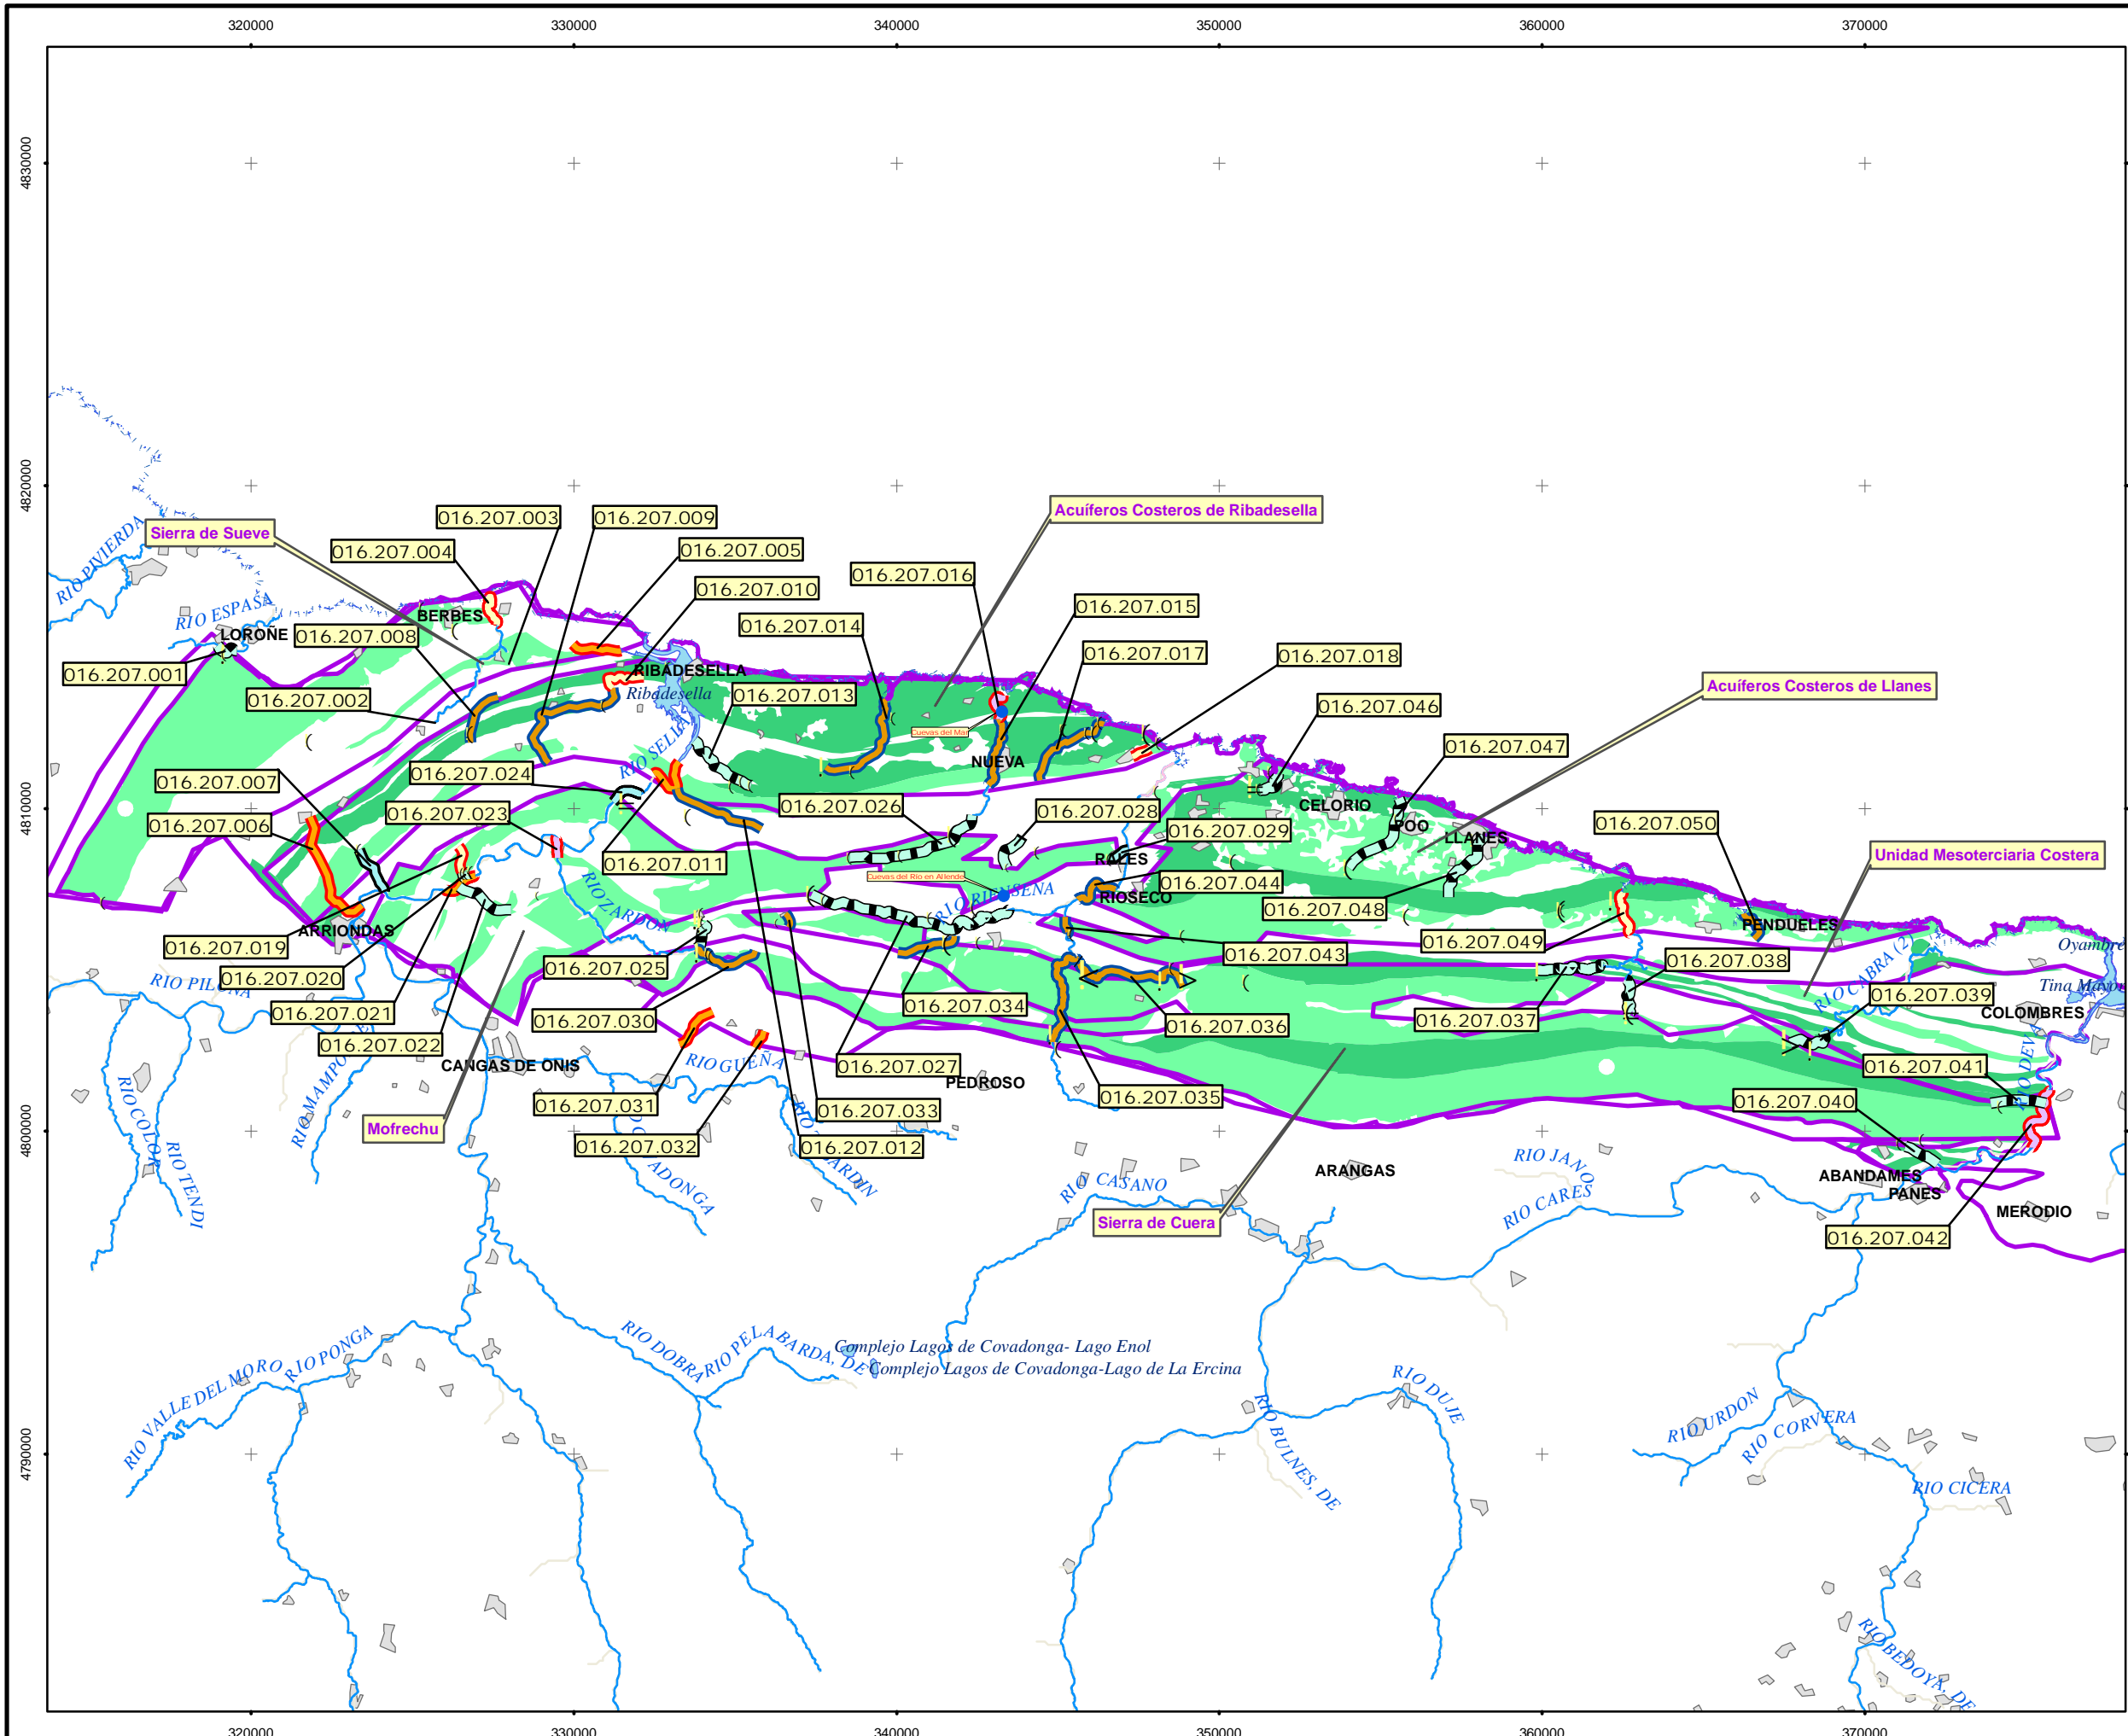 320000
330000
340000
350000
360000
370000
4830000
4820000
4810000
4800000
4790000
016.207.003
016.207.009
Acuíferos Costeros de Ribadesella
RIO PIVIERDA
Sierra de Sueve
016.207.004
016.207.005
016.207.016
016.207.010
016.207.015
RIO ESPASA
BERBES
LOROÑE
016.207.008
016.207.014
016.207.017
016.207.018
016.207.001
RIBADESELLA
Ribadesella
016.207.013
Acuíferos Costeros de Llanes
016.207.002
016.207.046
Cuevas del Mar
RIO SELLA
NUEVA
016.207.047
016.207.007
016.207.024
016.207.026
CELORIO
016.207.023
016.207.028
016.207.006
POO
016.207.050
016.207.029
LLANES
016.207.011
RALES
Unidad Mesoterciaria Costera
Cuevas del Río en Allende
016.207.044
RIO ZARDON
RIO RIENSEÑA
RIOSECO
016.207.048
ARRIONDAS
PENDUELES
016.207.019
016.207.049
Oyambre
016.207.043
016.207.025
016.207.038
016.207.020
RIO PILOÑA
RIO CABRA (2)
016.207.039
016.207.034
016.207.021
COLOMBRES
016.207.030
016.207.037
016.207.036
016.207.022
CANGAS DE ONIS
RIO GUEÑA
016.207.027
016.207.041
RIO DEVA
PEDROSO
016.207.031
016.207.035
016.207.040
016.207.033
Mofrechu
016.207.032
016.207.012
RIO COLOR
RIO TENDI
RIO JANO
ARANGAS
ABANDAMES
PANES
RIO CASANO
RIO CARES
MERODIO
Sierra de Cuera
016.207.042
RIO VALLE DEL MORO
RIO PONGA
RIO DOBRA
RIO PELABARDA, DE
Complejo Lagos de Covadonga- Lago Enol
Complejo Lagos de Covadonga-Lago de La Ercina
RIO DUJE
RIO BULNES, DE
RIO URDON
RIO CORVERA
RIO CICERA
RIO BEDOYA, DE
320000
330000
340000
350000
360000
370000